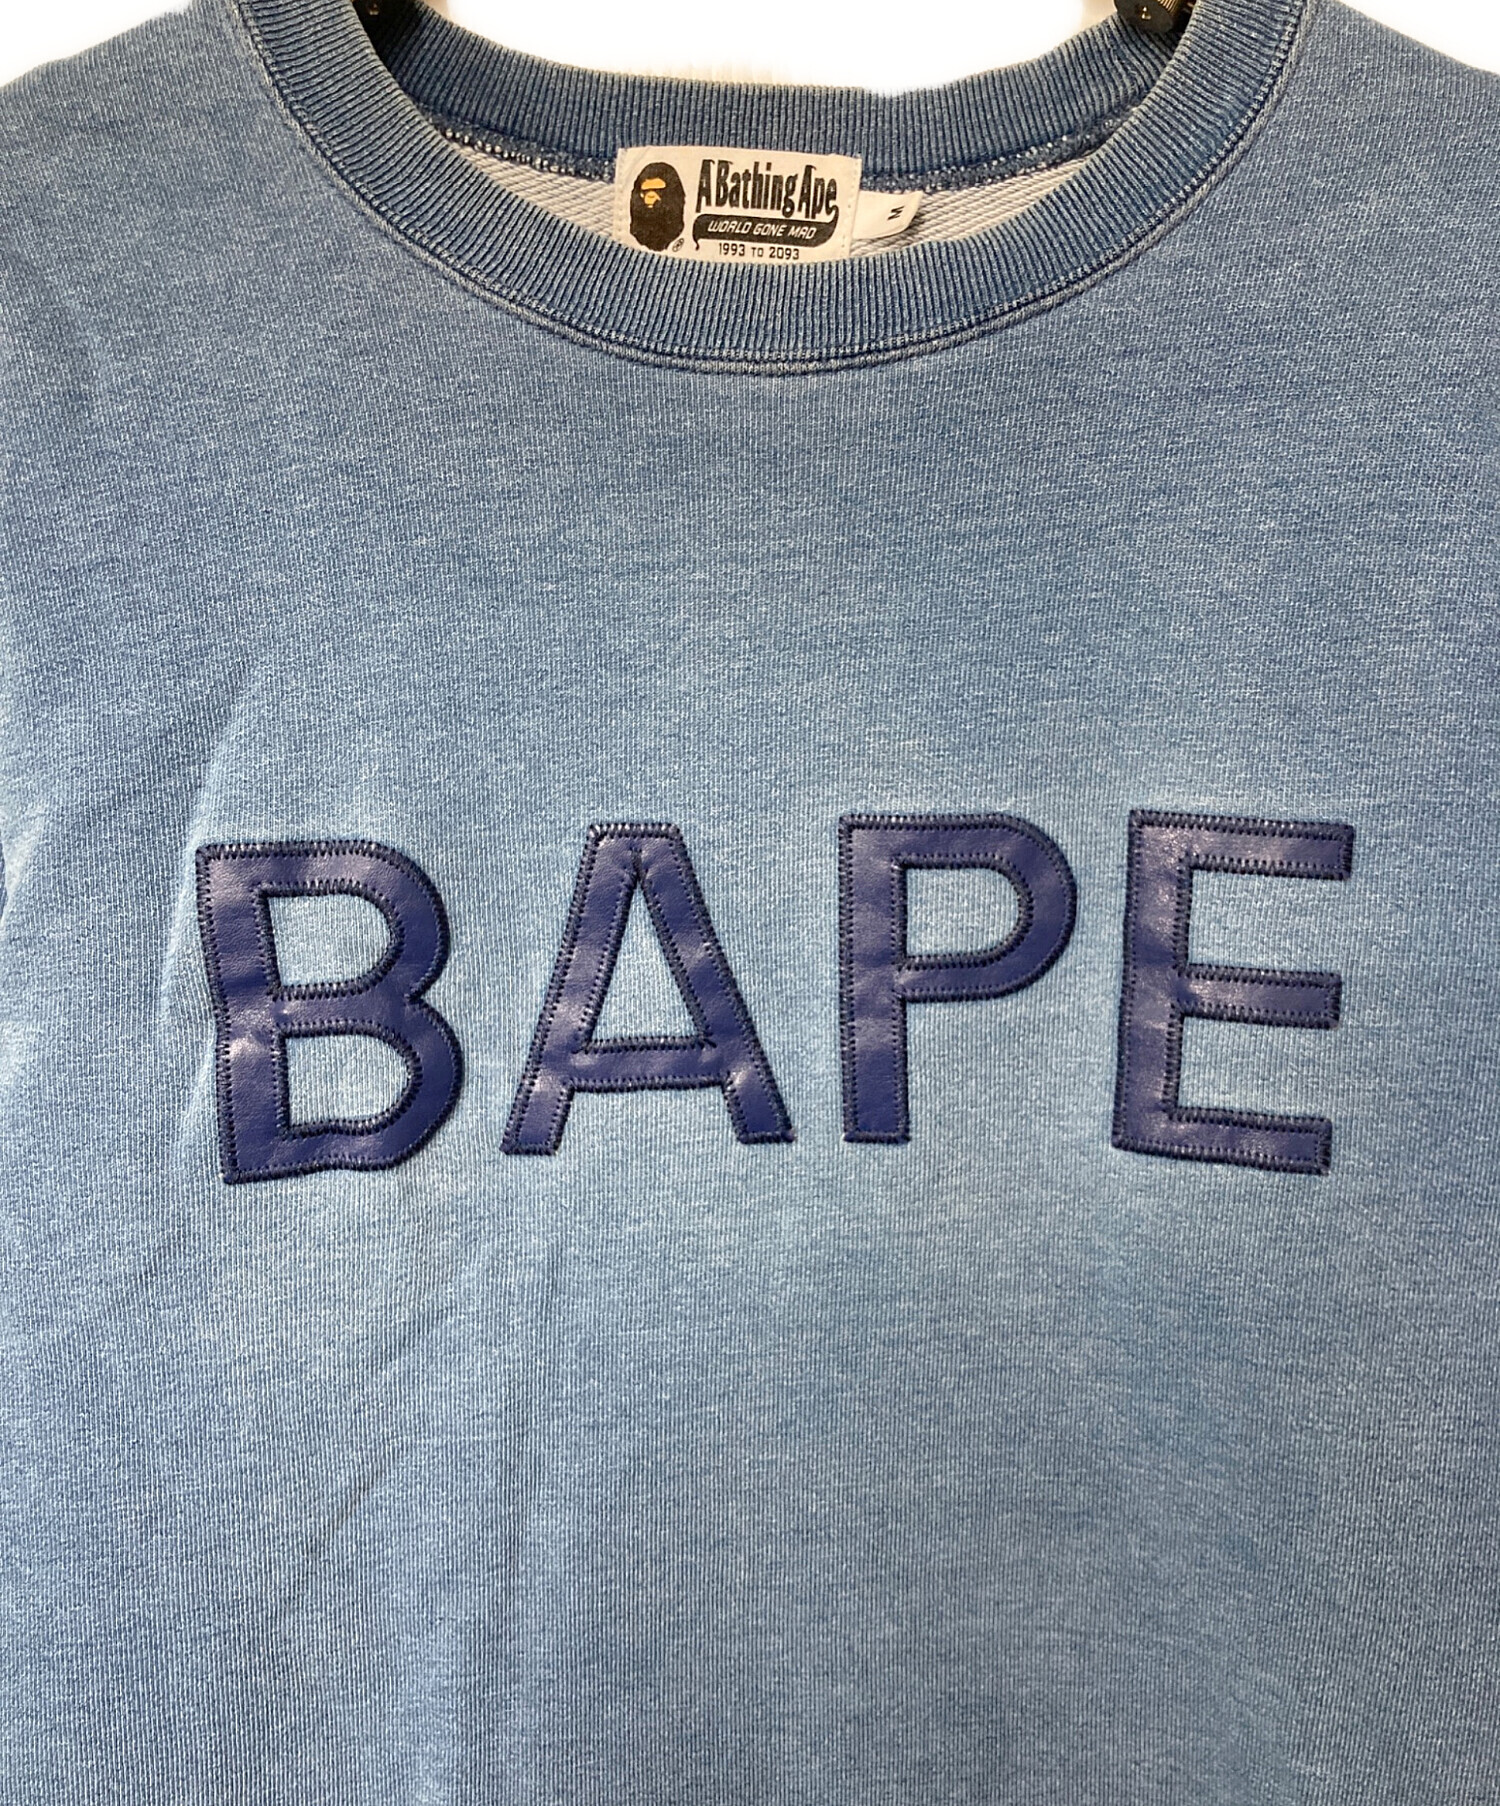 A Bathing Ape
WORLD GONE MAD
1993 TO 2093
M
BAPE